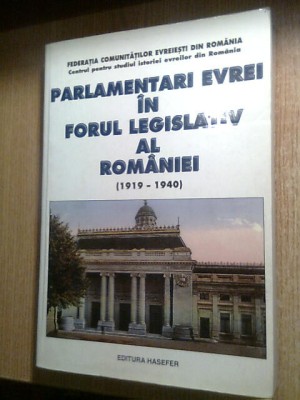 FEDERAȚIA COMUNITĂȚILOR EVREIEȘTI DIN ROMÂNIA
Centrul pentru studiul istoriei evreilor din România
PARLAMENTARI EVREI
ÎN
FORUL LEGISLATIV
AL
ROMÂNIEI
(1919 - 1940)
EDITURA HASEFER